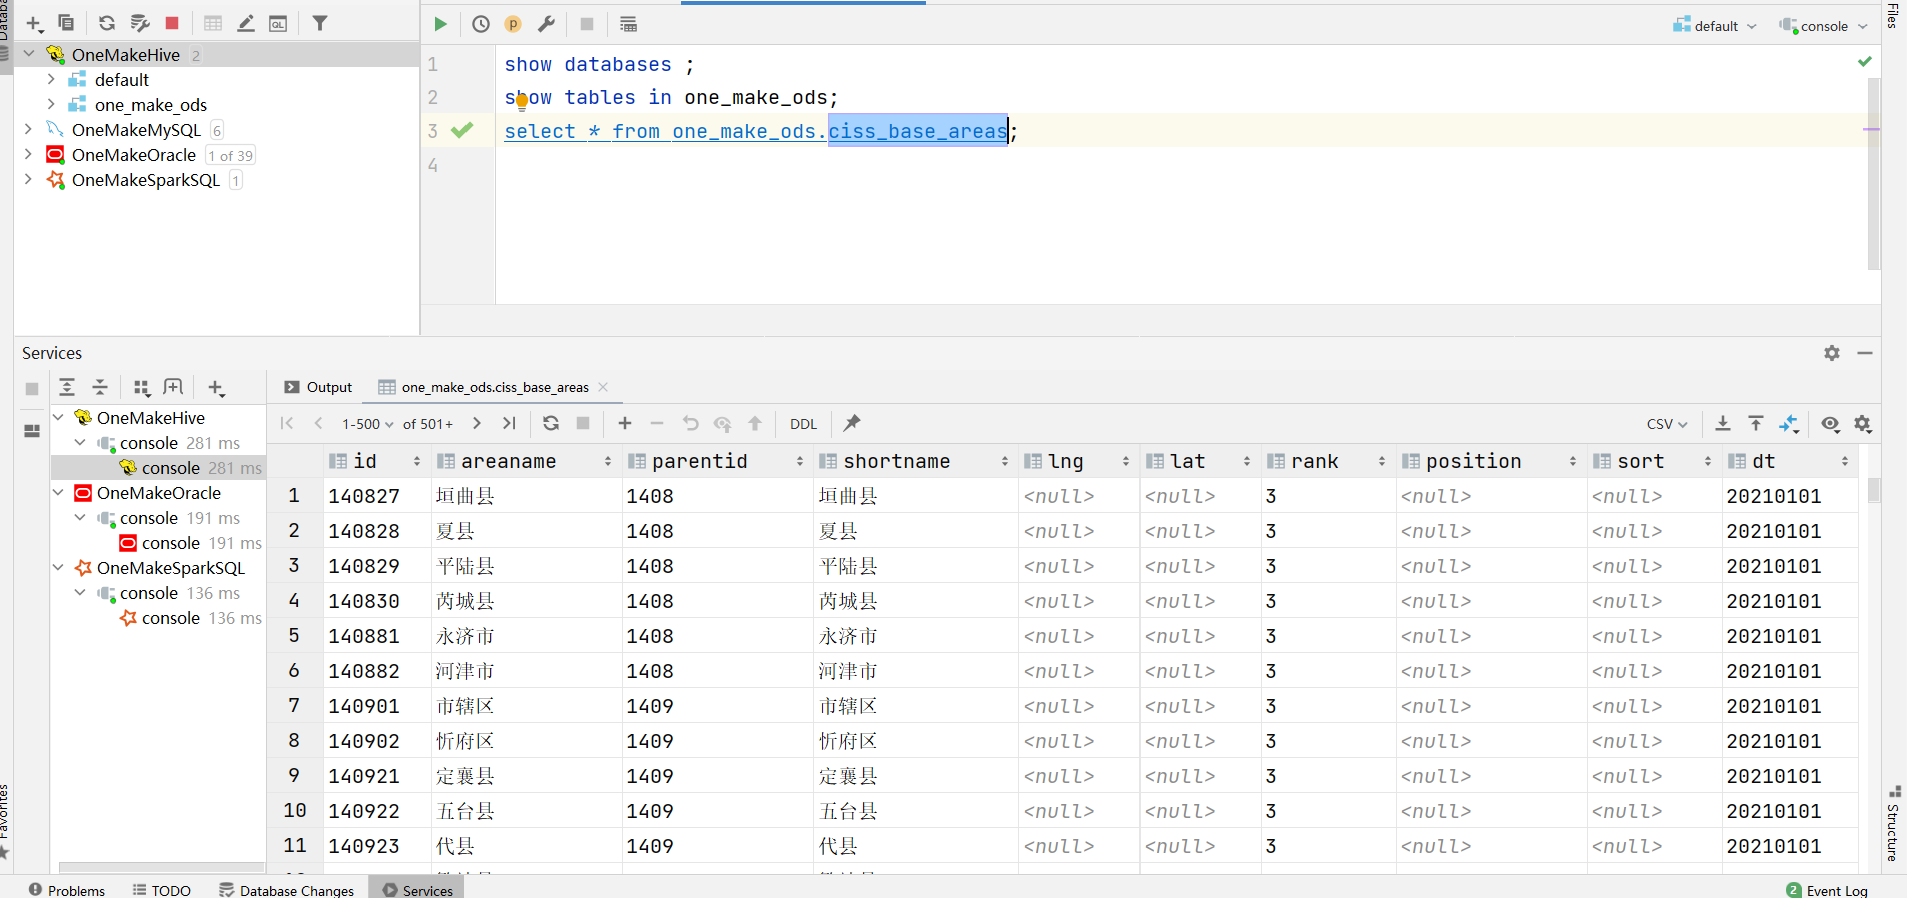 Database
Files
default
console
OneMakeHive 2
default
one_make_ods
OneMakeMySQL 6
OneMakeOracle 1 of 39
OneMakeSparkSQL 1
1 show databases ;
2 show tables in one_make_ods;
3 select * from one_make_ods.ciss_base_areas;
4
Services
Output
one_make_ods.ciss_base_areas
1-500 of 501+
DDL
CSV
OneMakeHive
console 281 ms
console 281 ms
OneMakeOracle
console 191 ms
console 191 ms
OneMakeSparkSQL
console 136 ms
console 136 ms
id areaname parentid shortname lng lat rank position sort dt
1 140827 垣曲县 1408 垣曲县 <null> <null> 3 <null> <null> 20210101
2 140828 夏县 1408 夏县 <null> <null> 3 <null> <null> 20210101
3 140829 平陆县 1408 平陆县 <null> <null> 3 <null> <null> 20210101
4 140830 芮城县 1408 芮城县 <null> <null> 3 <null> <null> 20210101
5 140881 永济市 1408 永济市 <null> <null> 3 <null> <null> 20210101
6 140882 河津市 1408 河津市 <null> <null> 3 <null> <null> 20210101
7 140901 市辖区 1409 市辖区 <null> <null> 3 <null> <null> 20210101
8 140902 忻府区 1409 忻府区 <null> <null> 3 <null> <null> 20210101
9 140921 定襄县 1409 定襄县 <null> <null> 3 <null> <null> 20210101
10 140922 五台县 1409 五台县 <null> <null> 3 <null> <null> 20210101
11 140923 代县 1409 代县 <null> <null> 3 <null> <null> 20210101
Favorites
Structure
Problems
TODO
Database Changes
Services
2 Event Log